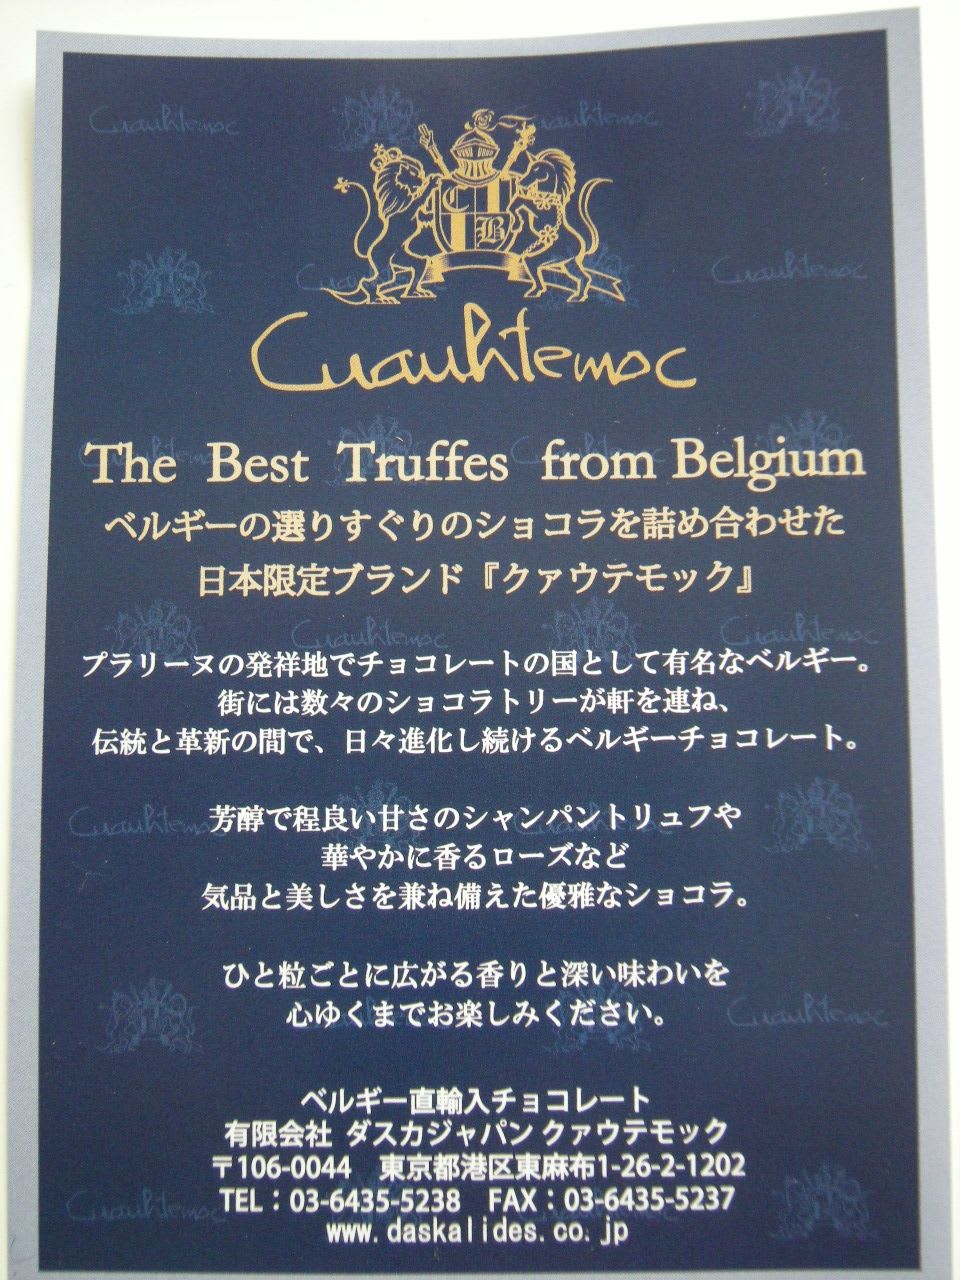 Cuauhtemoc
The Best Truffes from Belgium
ベルギーの選りすぐりのショコラを詰め合わせた
日本限定ブランド『クァウテモック』
プラリーヌの発祥地でチョコレートの国として有名なベルギー。
街には数々のショコラトリーが軒を連ね、
伝統と革新の間で、日々進化し続けるベルギーチョコレート。
芳醇で程良い甘さのシャンパントリュフや
華やかに香るローズなど
気品と美しさを兼ね備えた優雅なショコラ。
ひと粒ごとに広がる香りと深い味わいを
心ゆくまでお楽しみください。
ベルギー直輸入チョコレート
有限会社 ダスカジャパン クァウテモック
〒106-0044 東京都港区東麻布1-26-2-1202
TEL：03-6435-5238 FAX：03-6435-5237
www.daskalides.co.jp